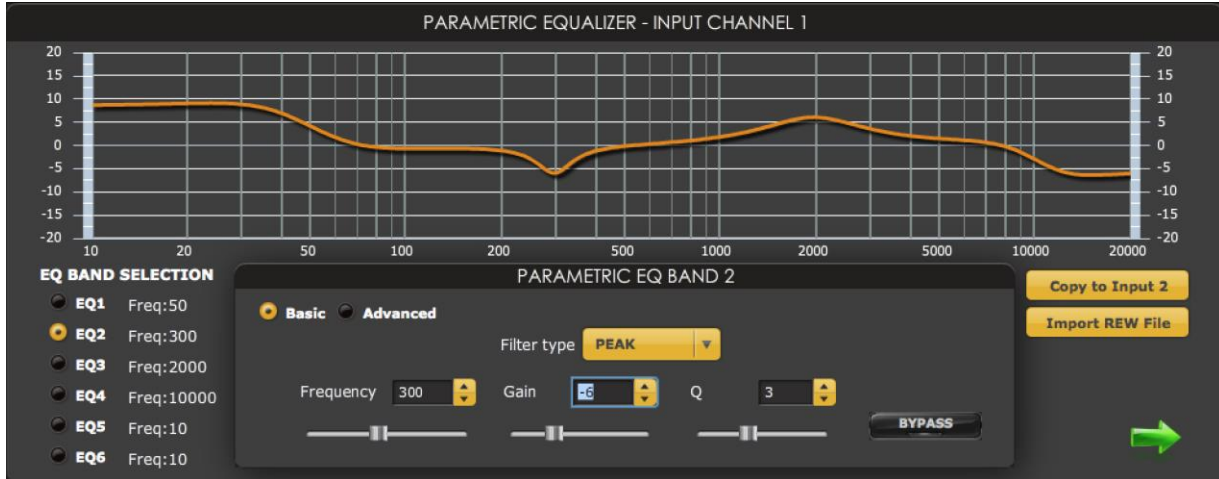 PARAMETRIC EQUALIZER - INPUT CHANNEL 1
20 20
15 15
10 10
5 5
0 0
-5 -5
-10 -10
-15 -15
-20 -20
10 20 50 100 200 500 1000 2000 5000 10000 20000
EQ BAND SELECTION
EQ1 Freq:50
EQ2 Freq:300
EQ3 Freq:2000
EQ4 Freq:10000
EQ5 Freq:10
EQ6 Freq:10
PARAMETRIC EQ BAND 2
Basic Advanced
Filter type PEAK
Frequency 300 Gain -6 Q 3
BYPASS
Copy to Input 2
Import REW File